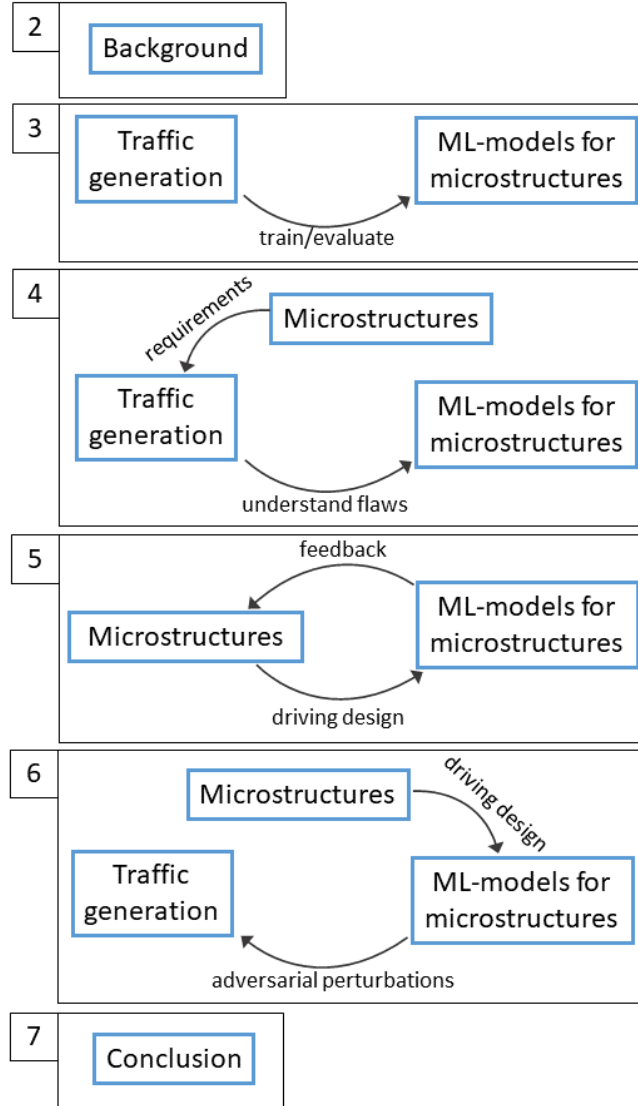 2
Background
3
Traffic
generation
ML-models for
microstructures
train/evaluate
4
requirements
Microstructures
Traffic
generation
ML-models for
microstructures
understand flaws
5
feedback
Microstructures
ML-models for
microstructures
driving design
6
Microstructures
driving design
Traffic
generation
ML-models for
microstructures
adversarial perturbations
7
Conclusion